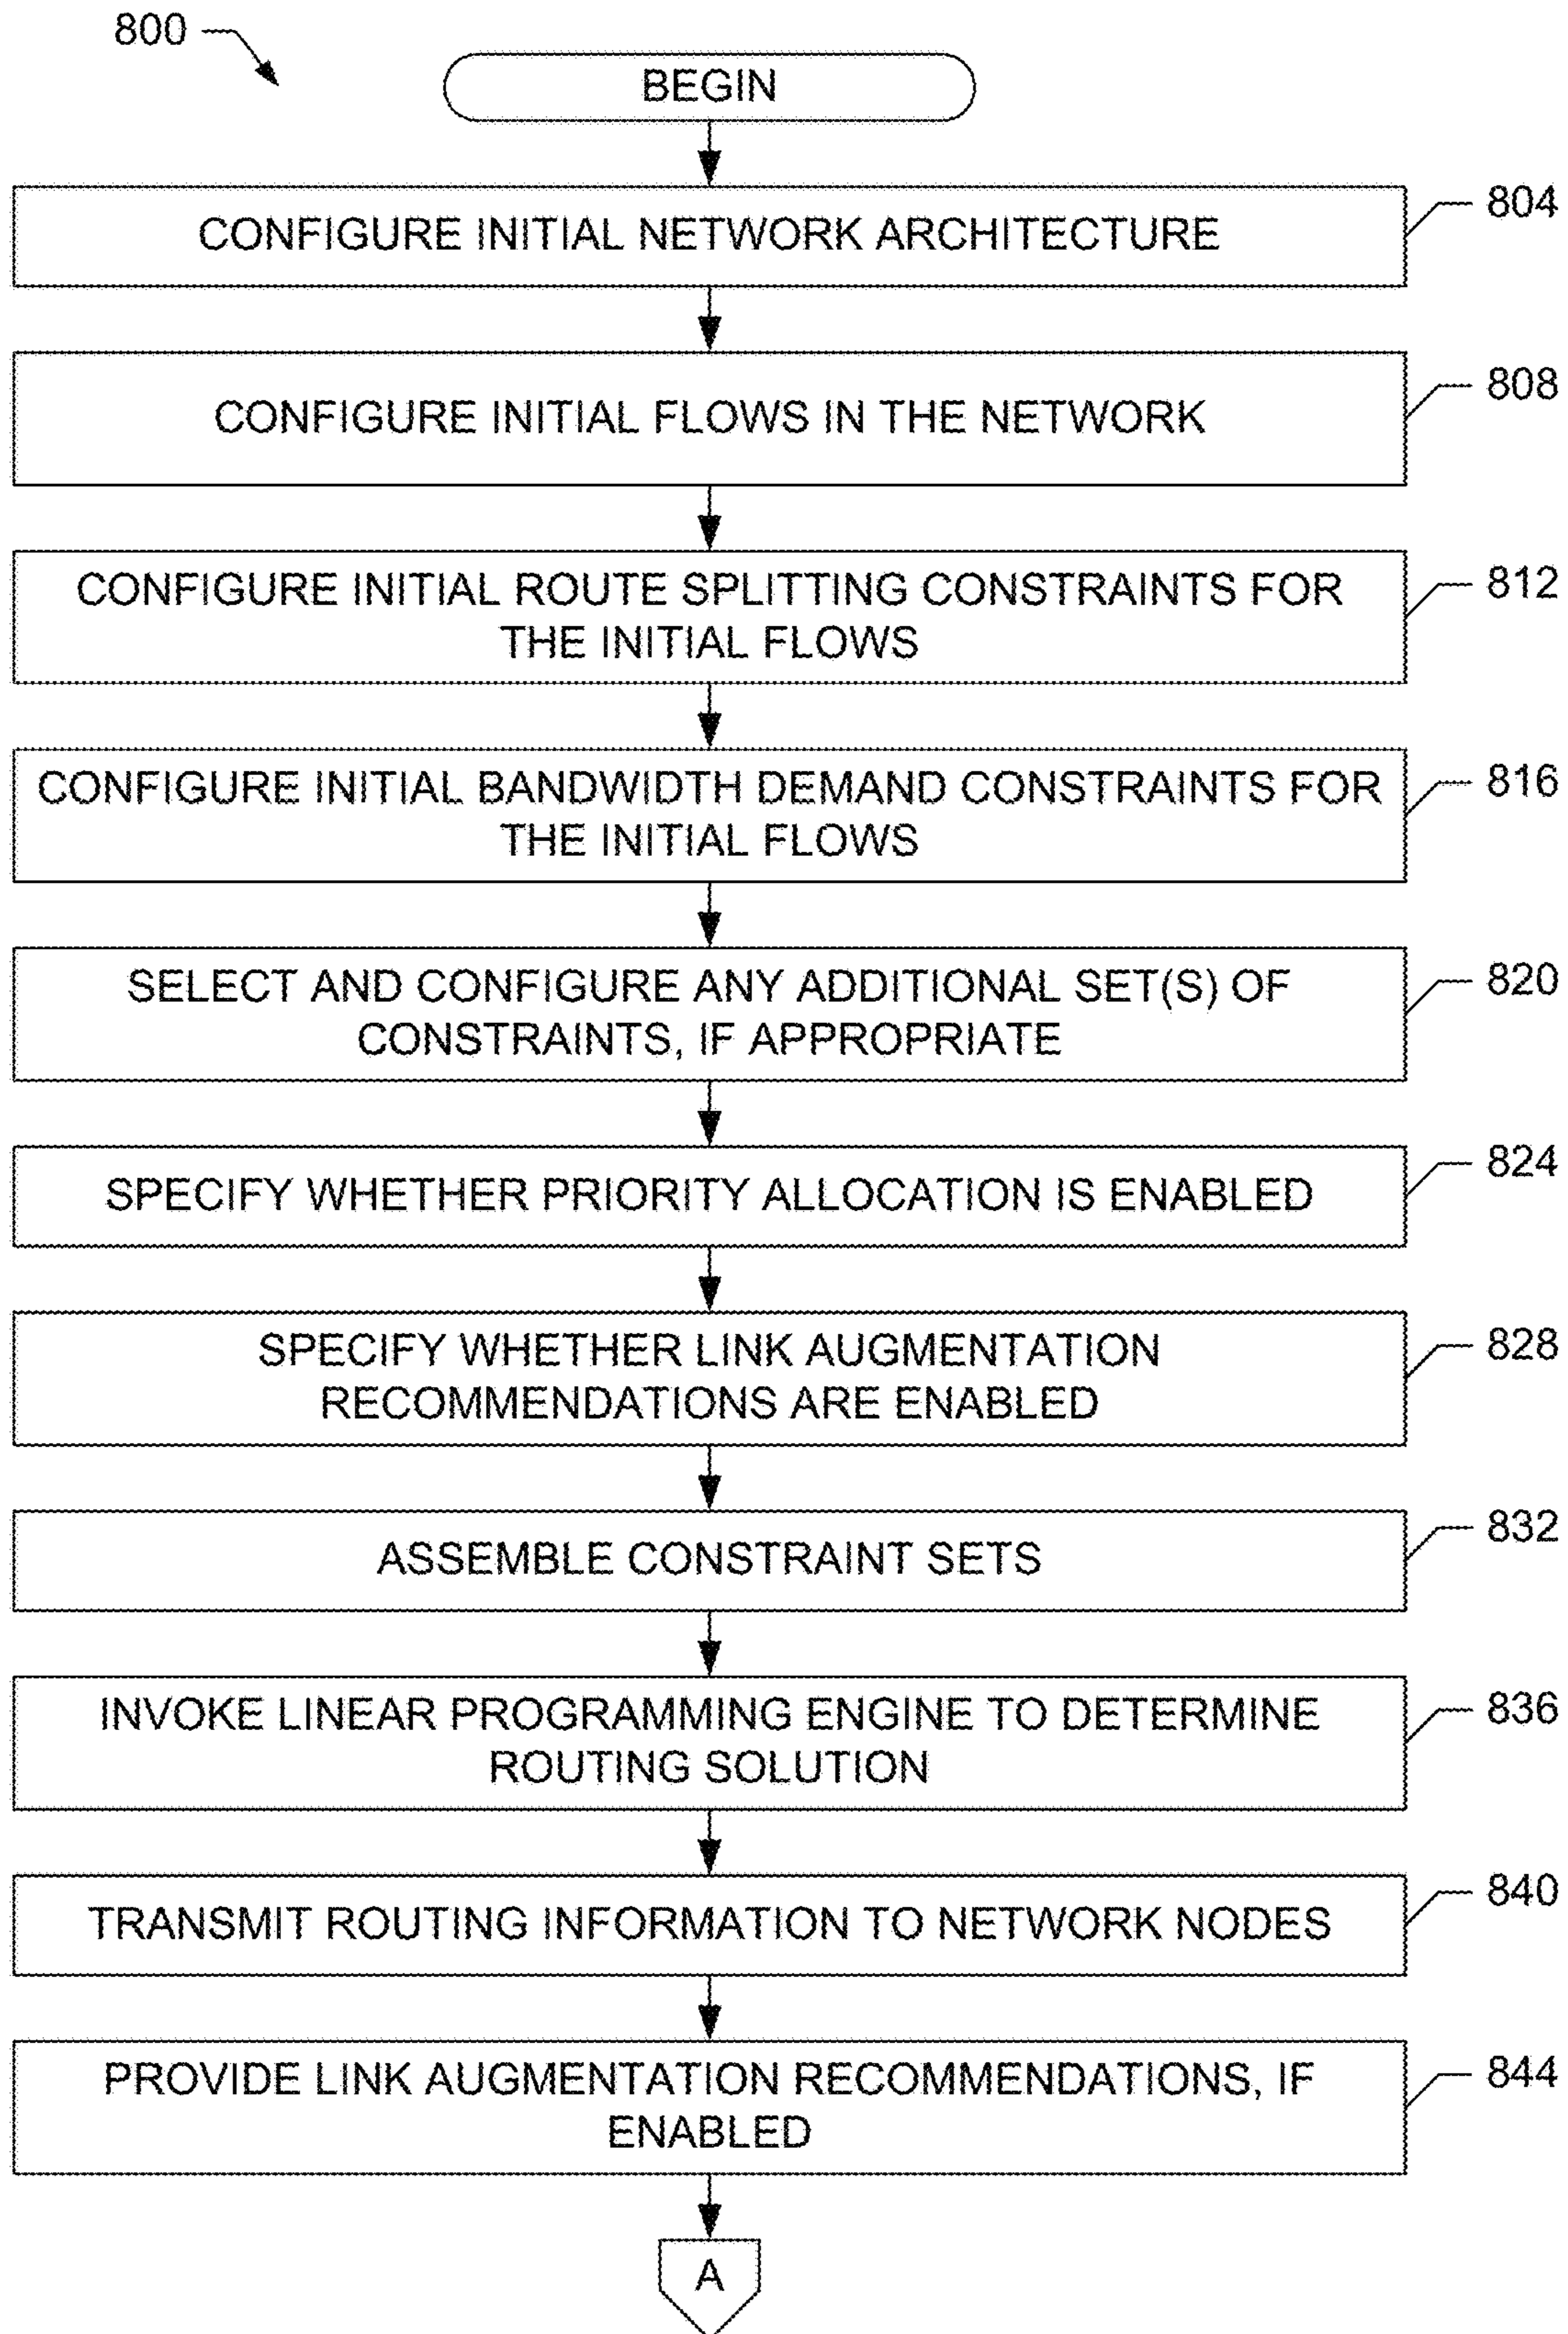 800
BEGIN
CONFIGURE INITIAL NETWORK ARCHITECTURE
804
CONFIGURE INITIAL FLOWS IN THE NETWORK
808
CONFIGURE INITIAL ROUTE SPLITTING CONSTRAINTS FOR
THE INITIAL FLOWS
812
CONFIGURE INITIAL BANDWIDTH DEMAND CONSTRAINTS FOR
THE INITIAL FLOWS
816
SELECT AND CONFIGURE ANY ADDITIONAL SET(S) OF
CONSTRAINTS, IF APPROPRIATE
820
SPECIFY WHETHER PRIORITY ALLOCATION IS ENABLED
824
SPECIFY WHETHER LINK AUGMENTATION
RECOMMENDATIONS ARE ENABLED
828
ASSEMBLE CONSTRAINT SETS
832
INVOKE LINEAR PROGRAMMING ENGINE TO DETERMINE
ROUTING SOLUTION
836
TRANSMIT ROUTING INFORMATION TO NETWORK NODES
840
PROVIDE LINK AUGMENTATION RECOMMENDATIONS, IF
ENABLED
844
A